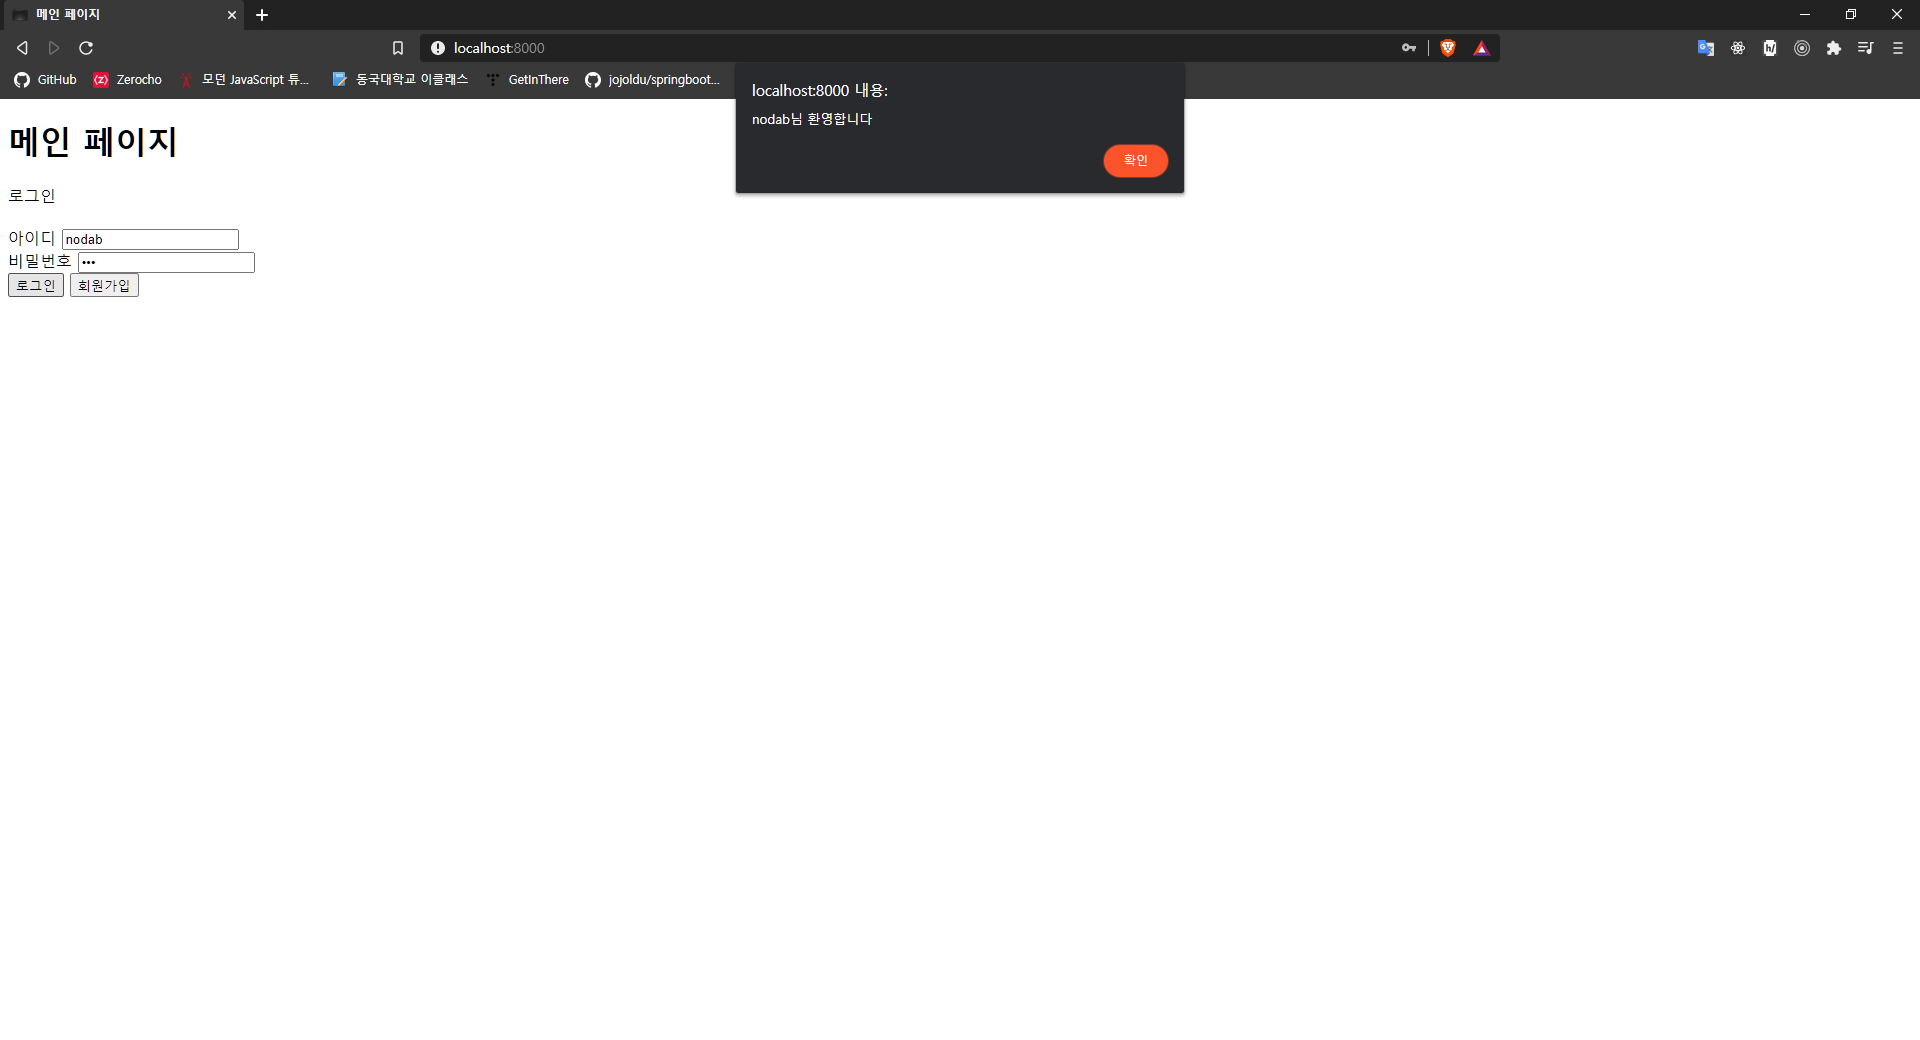 메인 페이지
localhost:8000
GitHub
Zerocho
모던 JavaScript 튜...
동국대학교 이클래스
GetInThere
jojoldu/springboot...
localhost:8000 내용:
nodab님 환영합니다
확인
메인 페이지
로그인
아이디 nodab
비밀번호 •••
로그인 회원가입